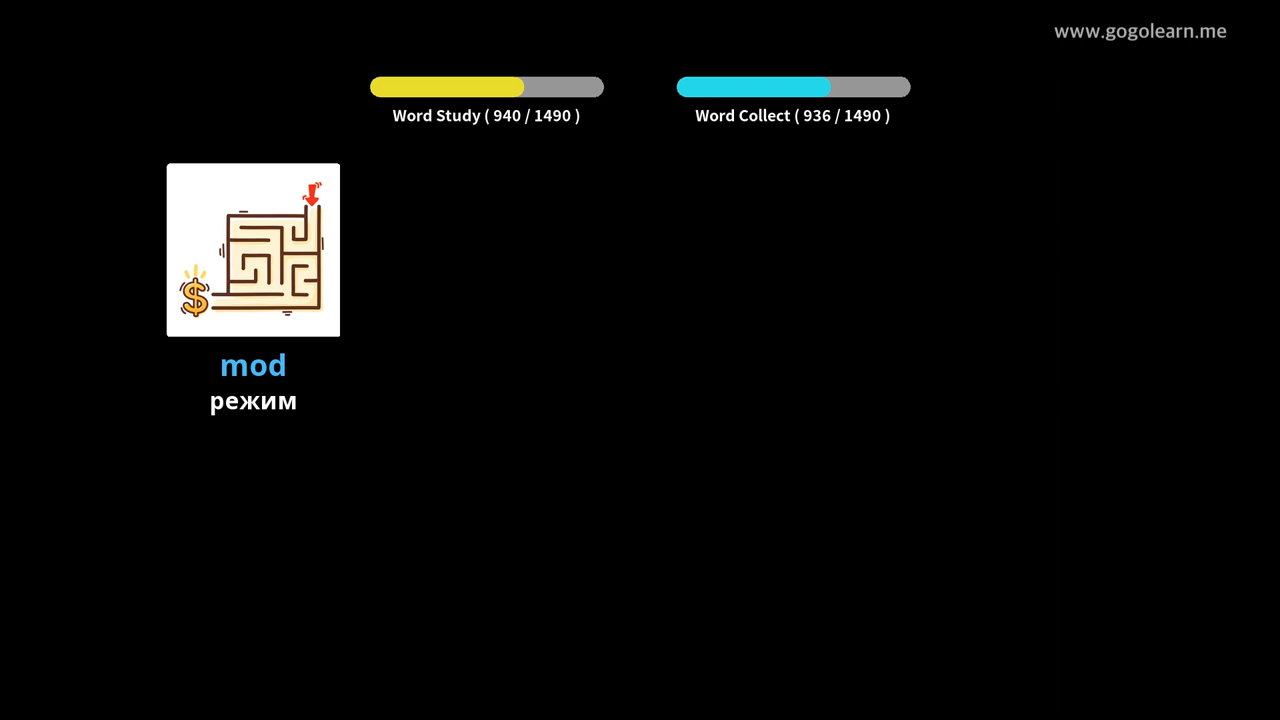 www.gogolearn.me
Word Study ( 940 / 1490 )
Word Collect ( 936 / 1490 )
$
mod
режим